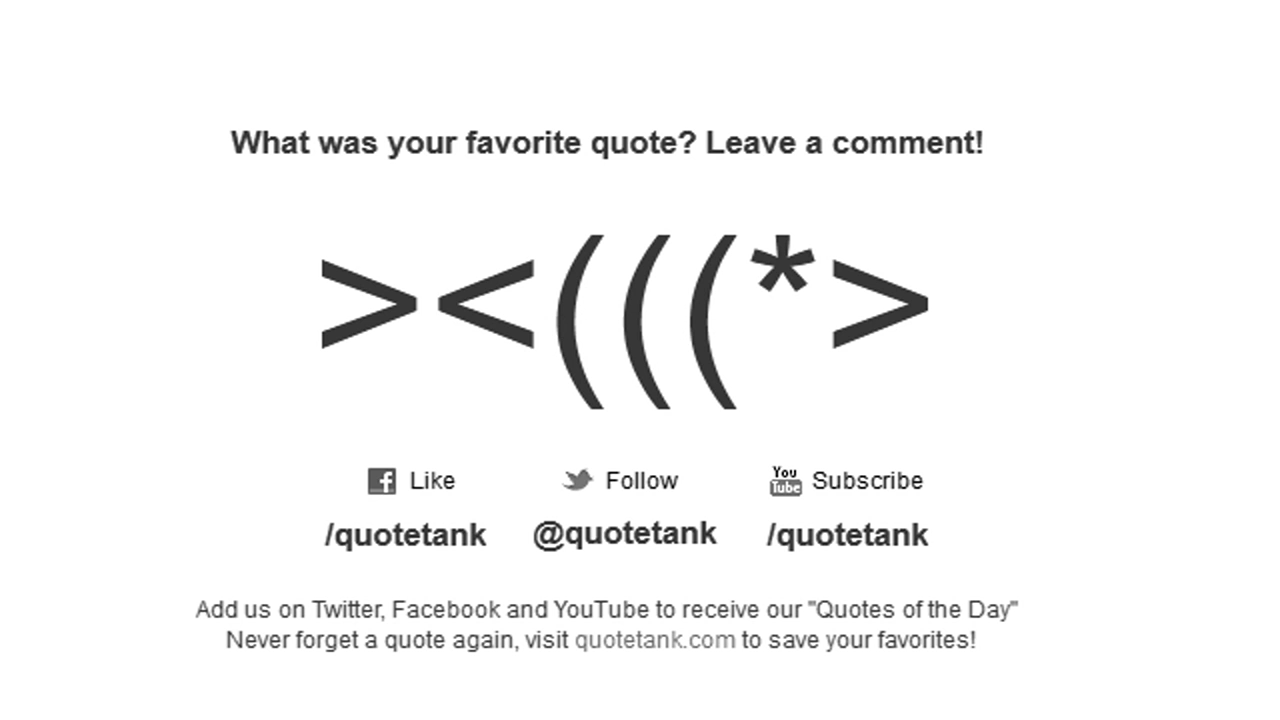 What was your favorite quote? Leave a comment!
><(((*>
Like Follow You Tube Subscribe
/quotetank @quotetank /quotetank
Add us on Twitter, Facebook and YouTube to receive our "Quotes of the Day"
Never forget a quote again, visit quotetank.com to save your favorites!